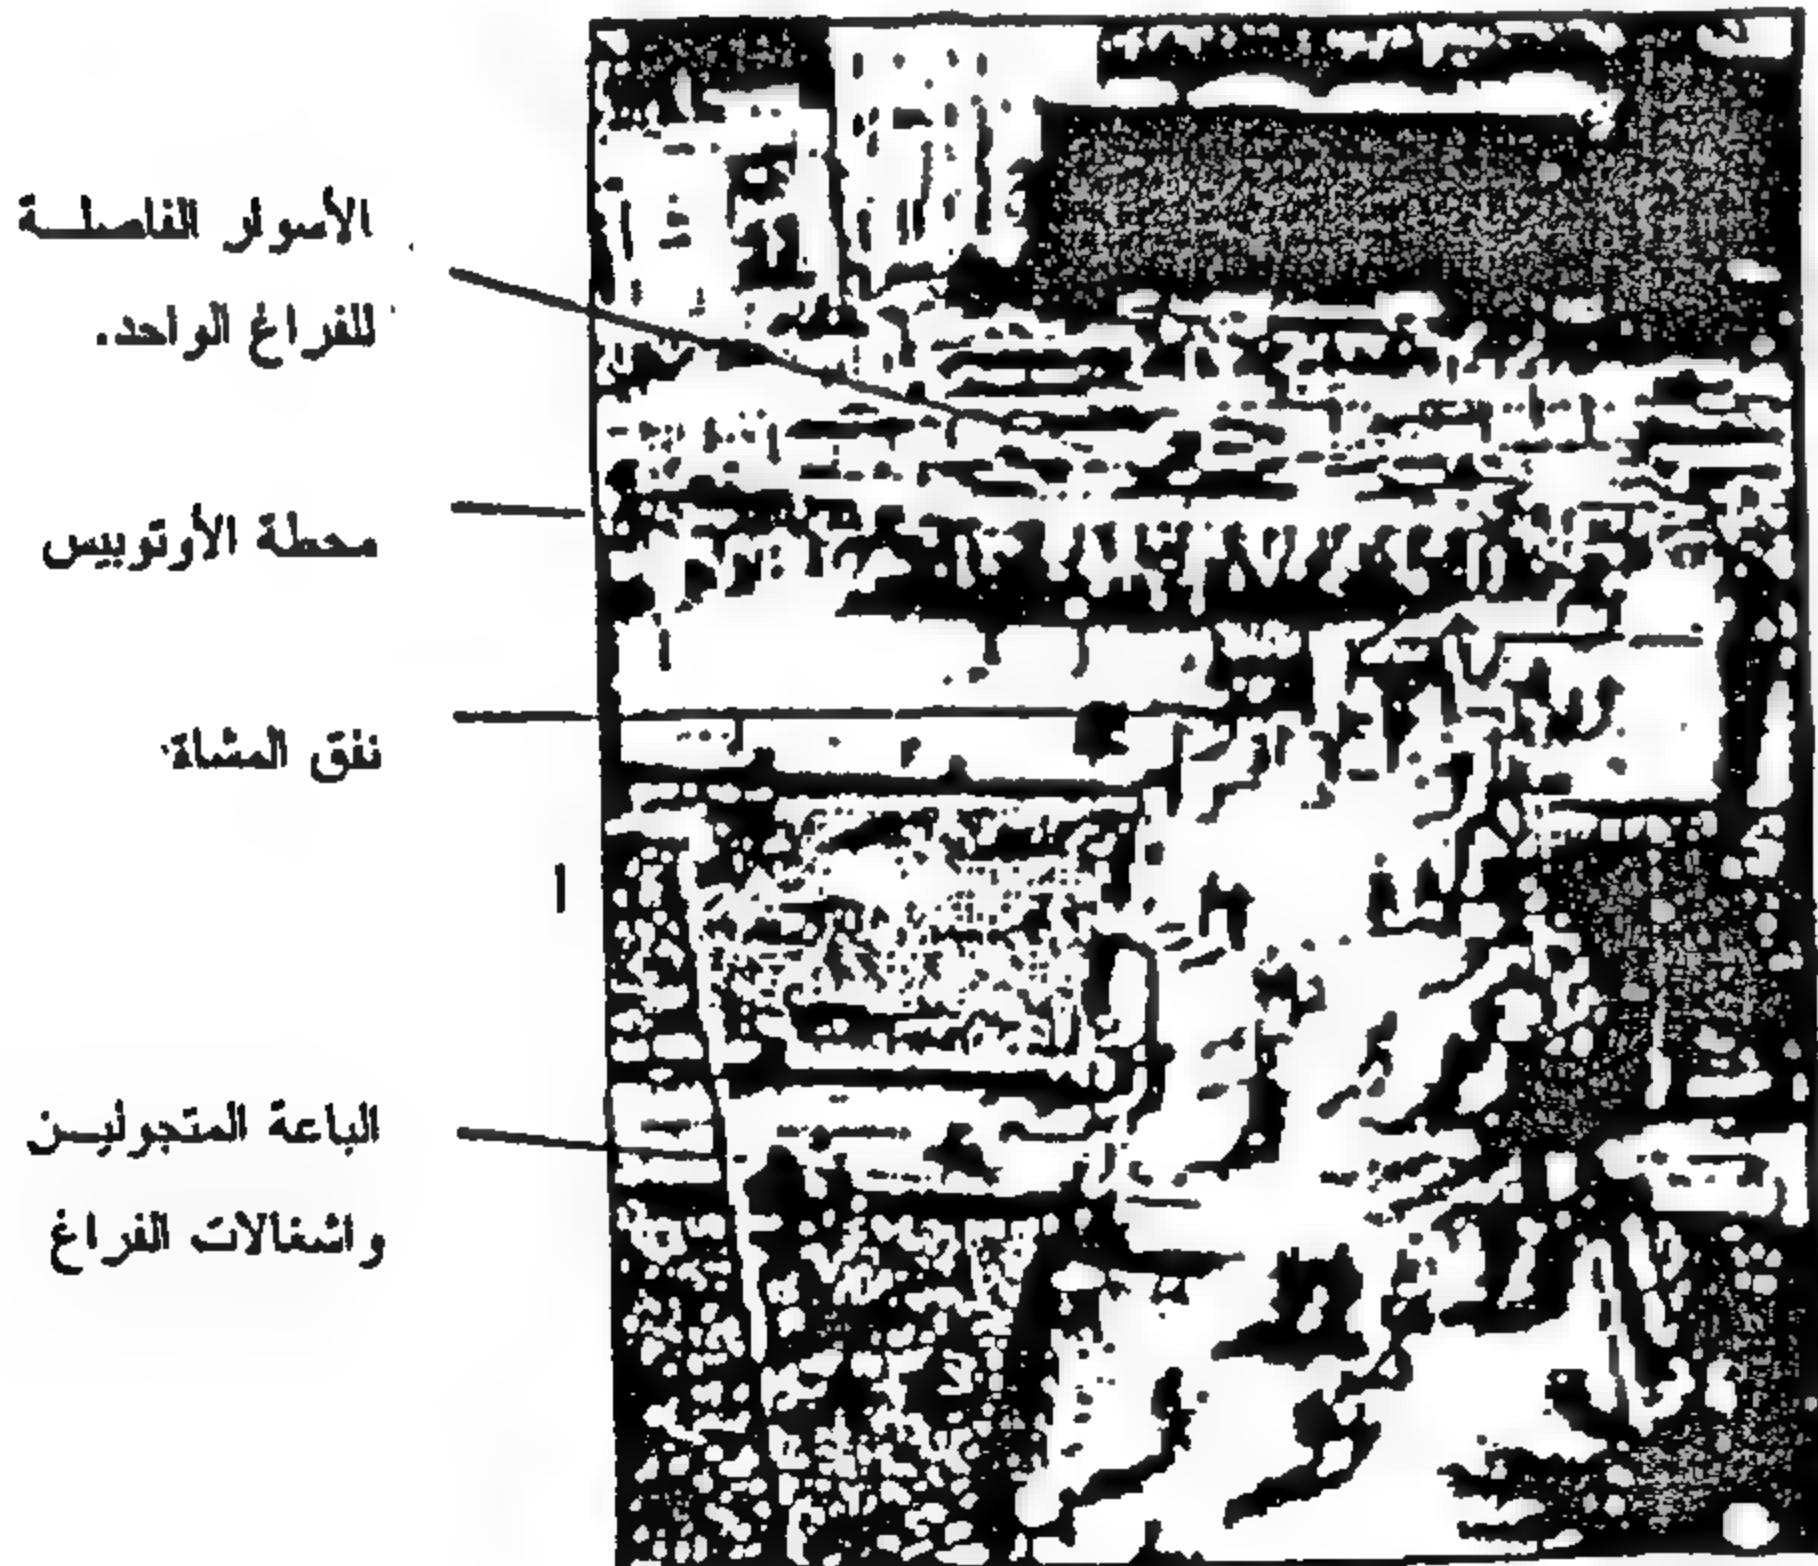 الأسوار الفاصلة
للفراغ الواحد.
محطة الأوتوبيس
نفق المشاة
الباعة المتجولين
واشغالات الفراغ